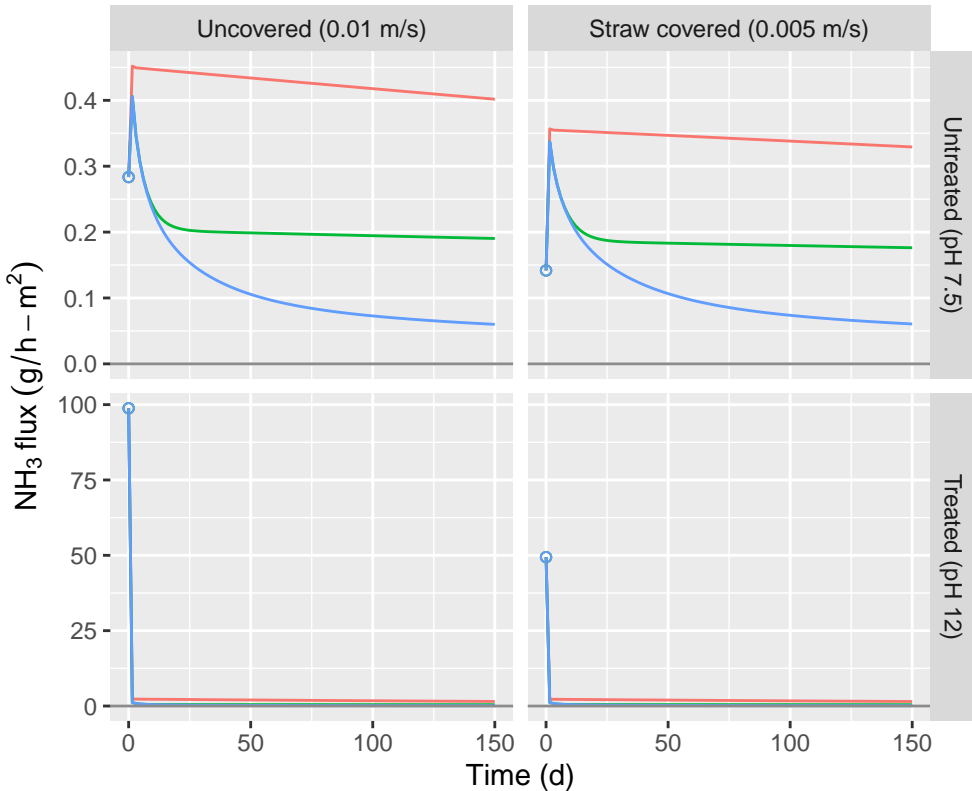 Uncovered (0.01 m/s)
Straw covered (0.005 m/s)
0.4
0.3
0.2
0.1
0.0
Untreated (pH 7.5)
100
75
50
25
0
Treated (pH 12)
NH₃ flux (g/h − m²)
0 50 100 150
0 50 100 150
Time (d)